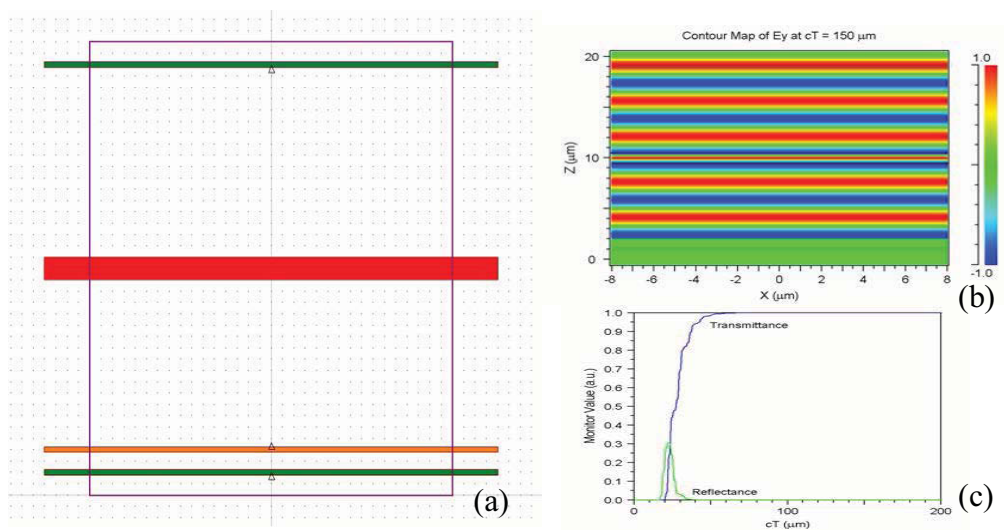 (a)
Contour Map of Ey at cT = 150 μm
1.0
20
Z (μm)
10
0
-1.0
-8 -6 -4 -2 0 2 4 6 8
X (μm)
(b)
1.0
0.9
0.8
0.7
0.6
0.5
0.4
0.3
0.2
0.1
0.0
Monitor Value (a.u.)
Transmittance
Reflectance
0 100 200
cT (μm)
(c)